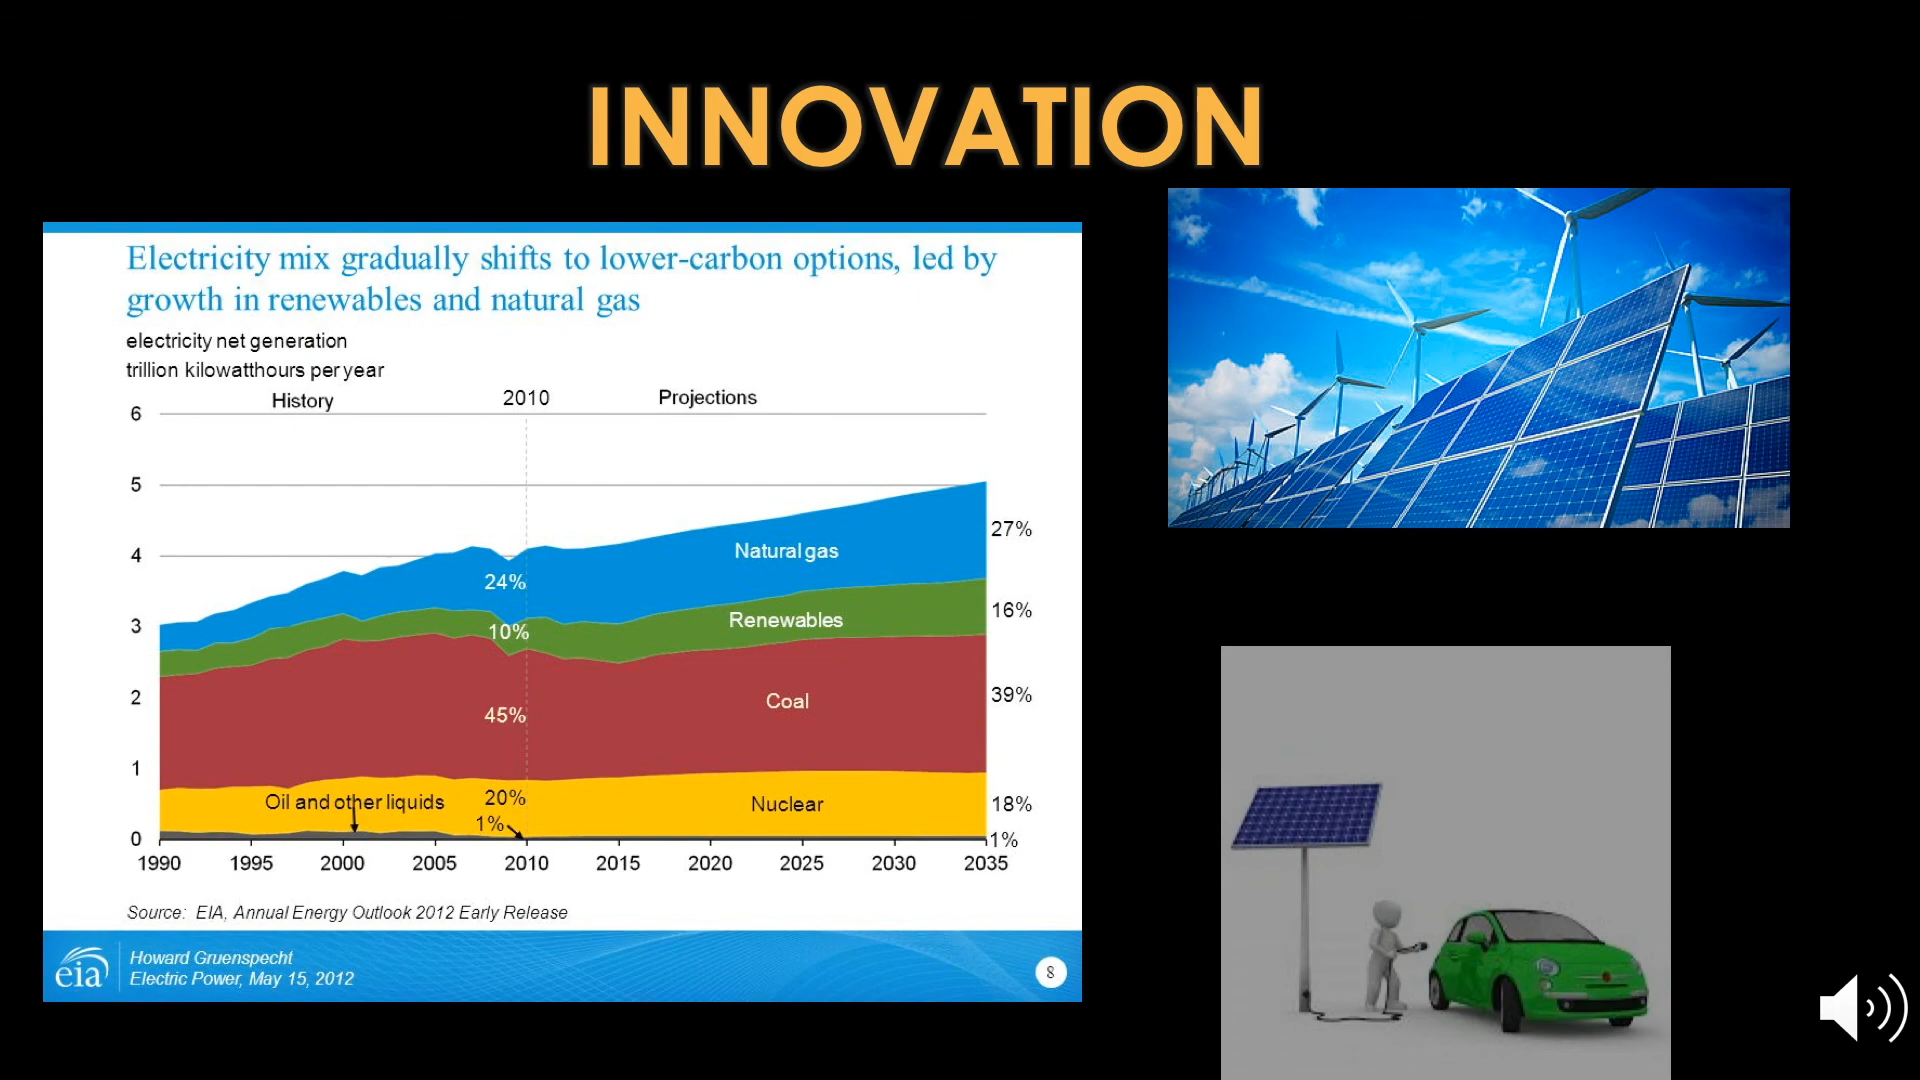 INNOVATION
Electricity mix gradually shifts to lower-carbon options, led by
growth in renewables and natural gas
electricity net generation
trillion kilowatthours per year
History
2010
Projections
6
5
4
3
2
1
0
Natural gas
Renewables
Coal
Nuclear
Oil and other liquids
24%
10%
45%
20%
1%
27%
16%
39%
18%
1%
1990 1995 2000 2005 2010 2015 2020 2025 2030 2035
Source: EIA, Annual Energy Outlook 2012 Early Release
eia
Howard Gruenspecht
Electric Power, May 15, 2012
8